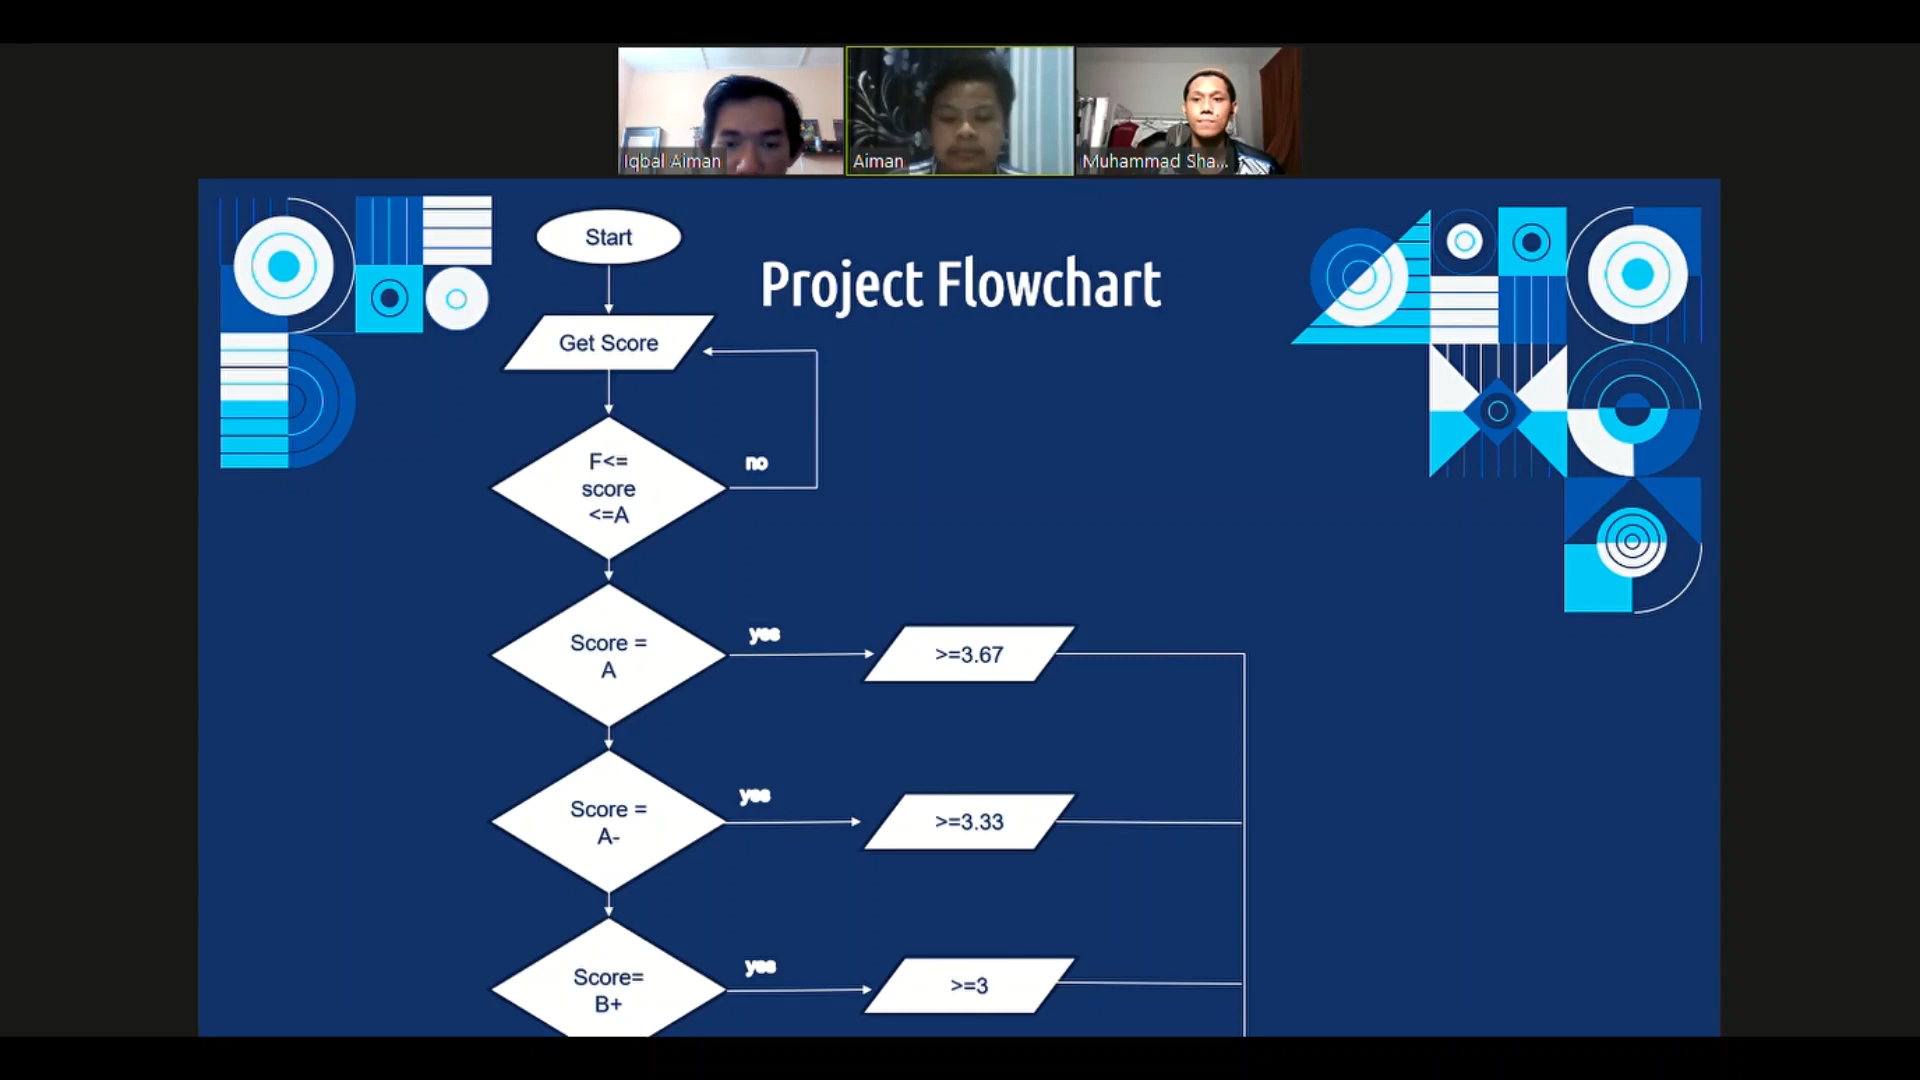 Iqbal Aiman
Aiman
Muhammad Sha...
Start
Project Flowchart
Get Score
F<=
score
<=A
no
Score =
A
yes
>=3.67
Score =
A-
yes
>=3.33
Score=
B+
yes
>=3